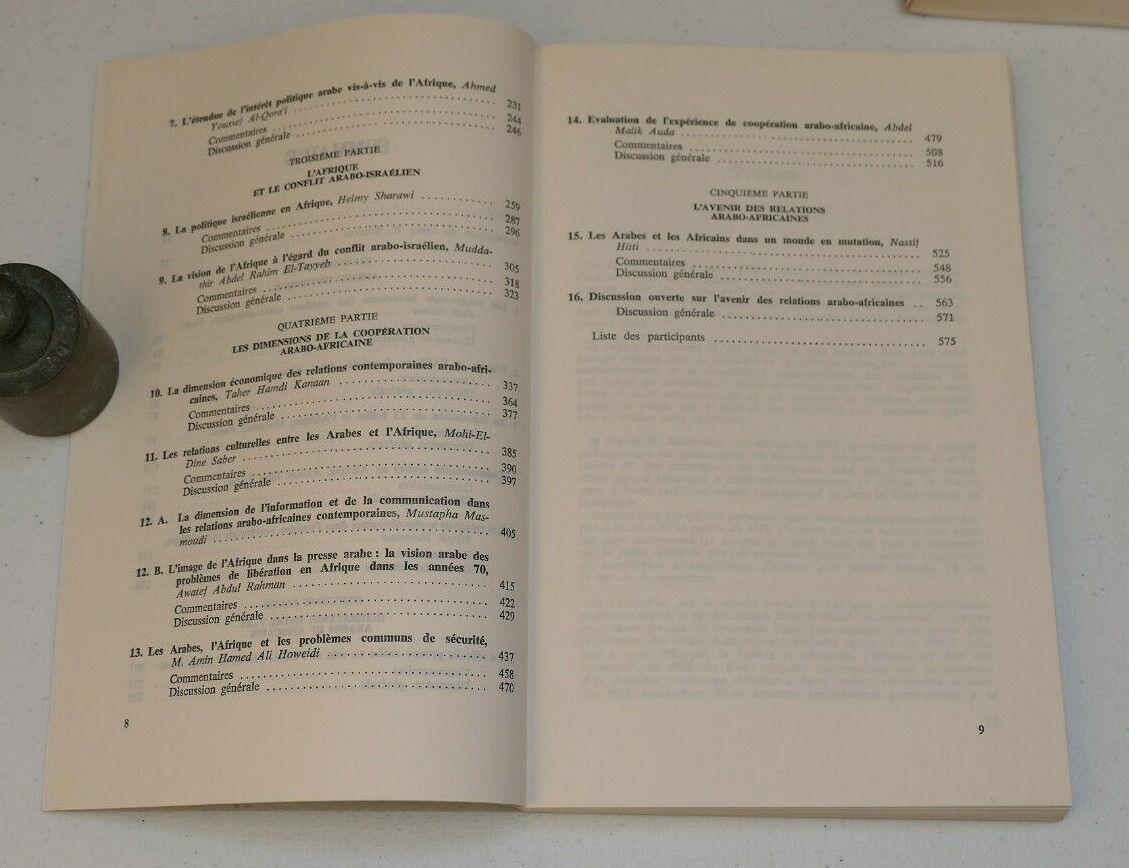 7. L'étendue de l'intérêt politique arabe vis-à-vis de l'Afrique, Ahmed
Youssef Al-Qora'i ........ 231
Commentaires ........ 244
Discussion générale ........ 246
TROISIÈME PARTIE
L'AFRIQUE
ET LE CONFLIT ARABO-ISRAÉLIEN
8. La politique israélienne en Afrique, Helmy Sharawi ........ 259
Commentaires ........ 287
Discussion générale ........ 296
9. La vision de l'Afrique à l'égard du conflit arabo-israélien, Mudda-
thir Abdel Rahim El-Tayyeb ........ 305
Commentaires ........ 318
Discussion générale ........ 323
QUATRIÈME PARTIE
LES DIMENSIONS DE LA COOPÉRATION
ARABO-AFRICAINE
10. La dimension économique des relations contemporaines arabo-afri-
caines, Taher Hamdi Kanaan ........ 337
Commentaires ........ 364
Discussion générale ........ 377
11. Les relations culturelles entre les Arabes et l'Afrique, Mohi-El-
Dine Saber ........ 385
Commentaires ........ 390
Discussion générale ........ 397
12. A. La dimension de l'information et de la communication dans
les relations arabo-africaines contemporaines, Mustapha Mas-
moudi ........ 405
12. B. L'image de l'Afrique dans la presse arabe : la vision arabe des
problèmes de libération en Afrique dans les années 70,
Awatef Abdul Rahman ........ 415
Commentaires ........ 422
Discussion générale ........ 429
13. Les Arabes, l'Afrique et les problèmes communs de sécurité,
M. Amin Hamed Ali Howeidi ........ 437
Commentaires ........ 458
Discussion générale ........ 470
8
14. Evaluation de l'expérience de coopération arabo-africaine, Abdel
Malik Auda ........ 479
Commentaires ........ 508
Discussion générale ........ 516
CINQUIÈME PARTIE
L'AVENIR DES RELATIONS
ARABO-AFRICAINES
15. Les Arabes et les Africains dans un monde en mutation, Nassif
Hitti ........ 525
Commentaires ........ 548
Discussion générale ........ 556
16. Discussion ouverte sur l'avenir des relations arabo-africaines .. 563
Discussion générale ........ 571
Liste des participants ........ 575
9